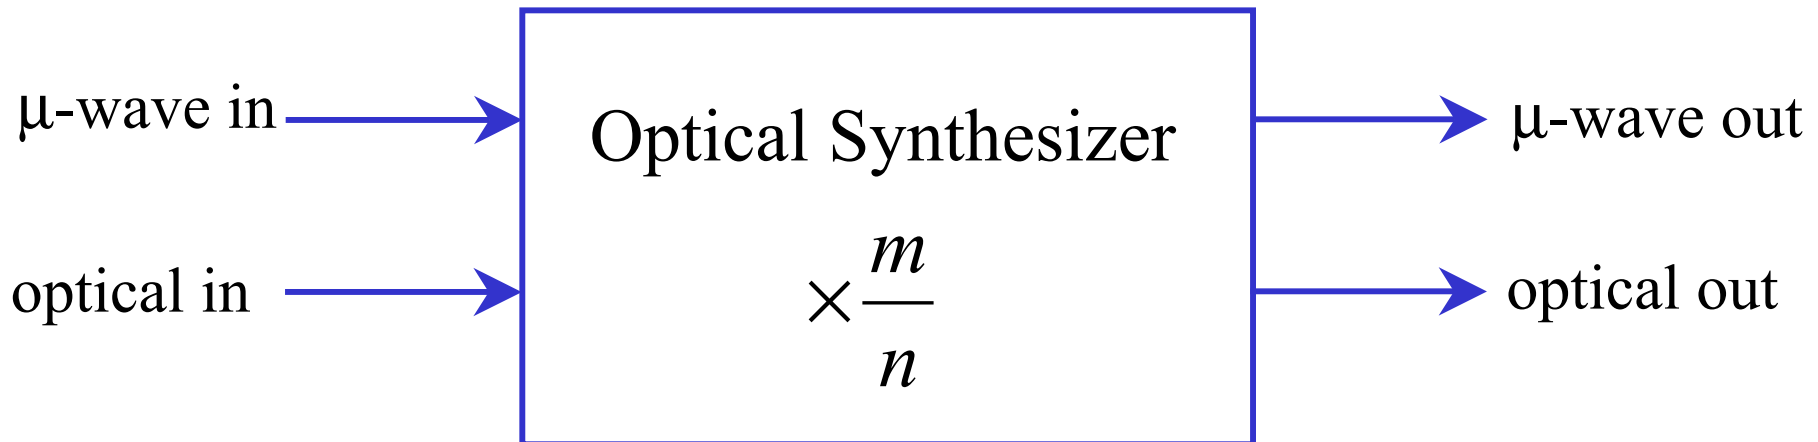 μ-wave in
optical in
Optical Synthesizer
× m/n
μ-wave out
optical out